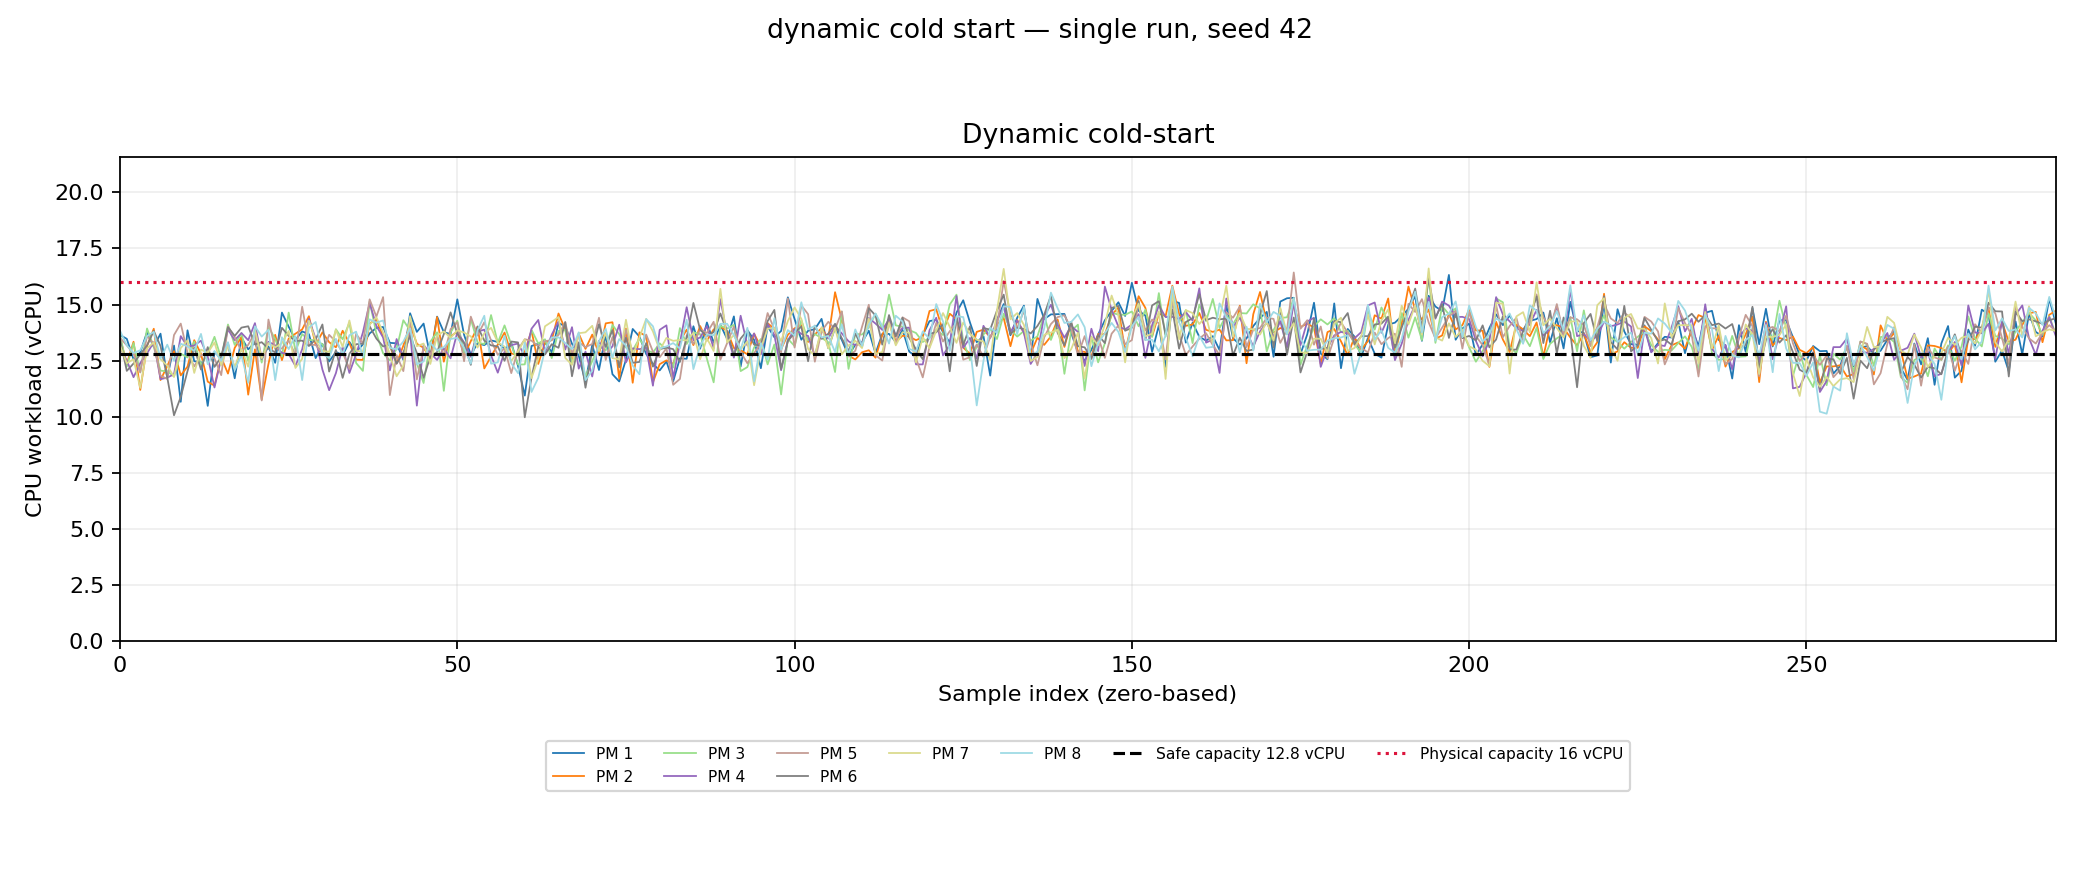 dynamic cold start — single run, seed 42
Dynamic cold-start
CPU workload (vCPU)
20.0
17.5
15.0
12.5
10.0
7.5
5.0
2.5
0.0
0 50 100 150 200 250
Sample index (zero-based)
PM 1 PM 3 PM 5 PM 7 PM 8 Safe capacity 12.8 vCPU Physical capacity 16 vCPU
PM 2 PM 4 PM 6